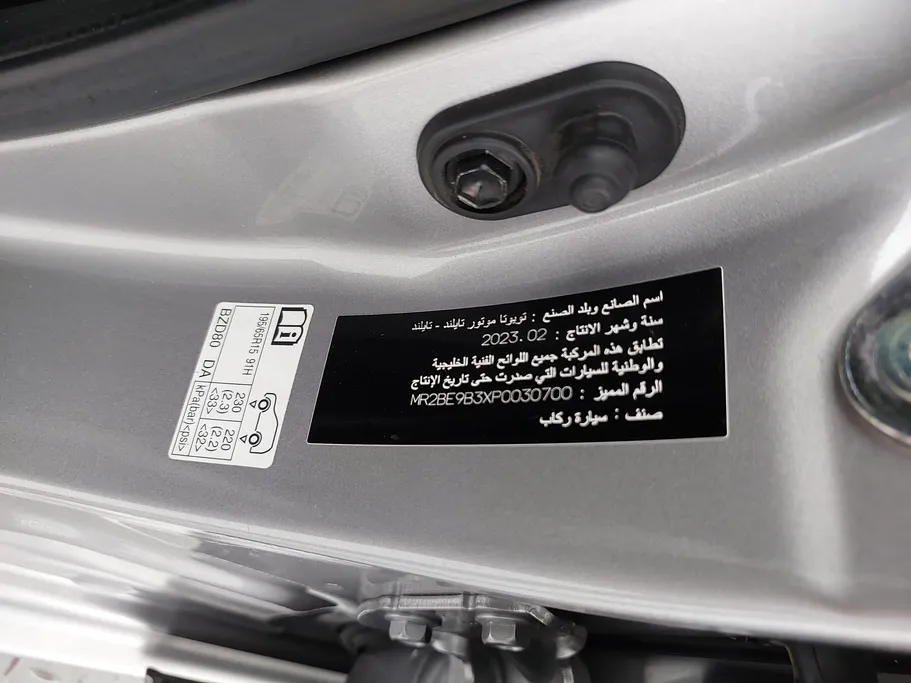 اسم الصانع وبلد الصنع : تويوتا موتور تايلند - تايلند
سنة وشهر الانتاج : 2023.02
تطابق هذه المركبة جميع اللوائح الفنية الخليجية
والوطنية للسيارات التي صدرت حتى تاريخ الإنتاج
الرقم المميز : MR2BE9B3XP0030700
صنف : سيارة ركاب
195/65R15 91H
230
(2.3)
<33>
220
(2.2)
<32>
kPa(bar)<psi>
BZD80 DA